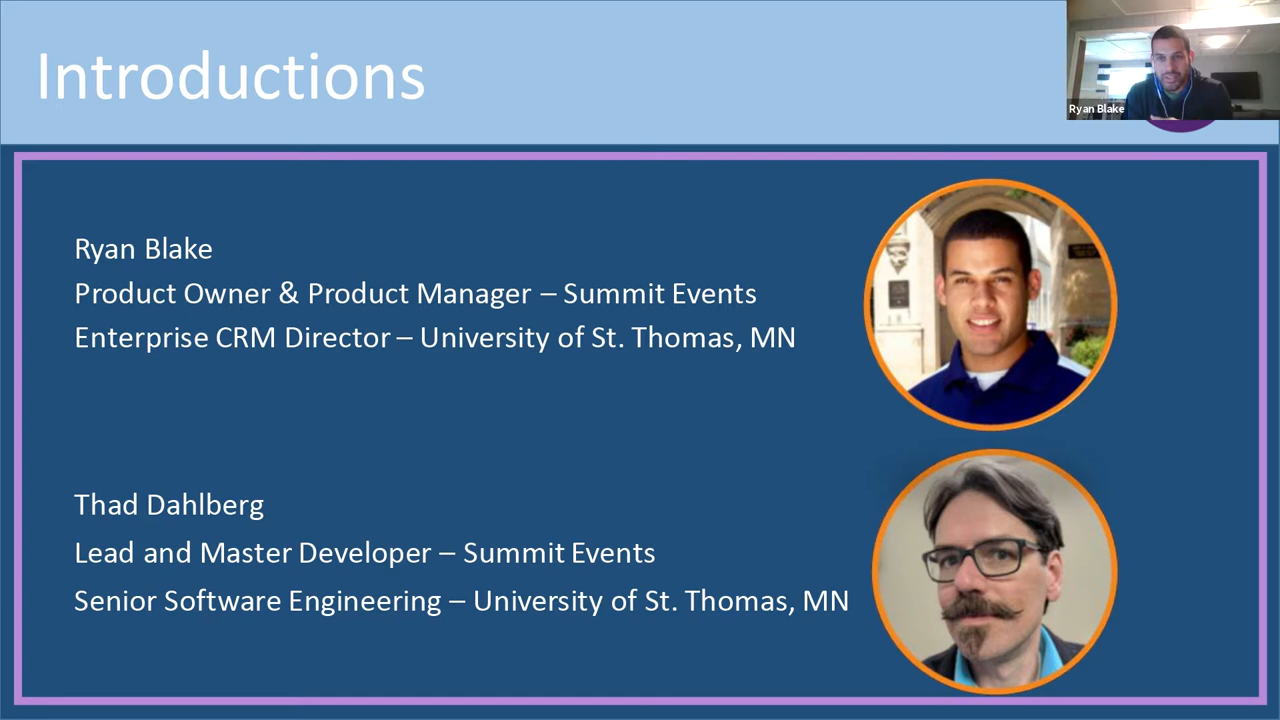 Introductions
Ryan Blake
Ryan Blake
Product Owner & Product Manager – Summit Events
Enterprise CRM Director – University of St. Thomas, MN
Thad Dahlberg
Lead and Master Developer – Summit Events
Senior Software Engineering – University of St. Thomas, MN